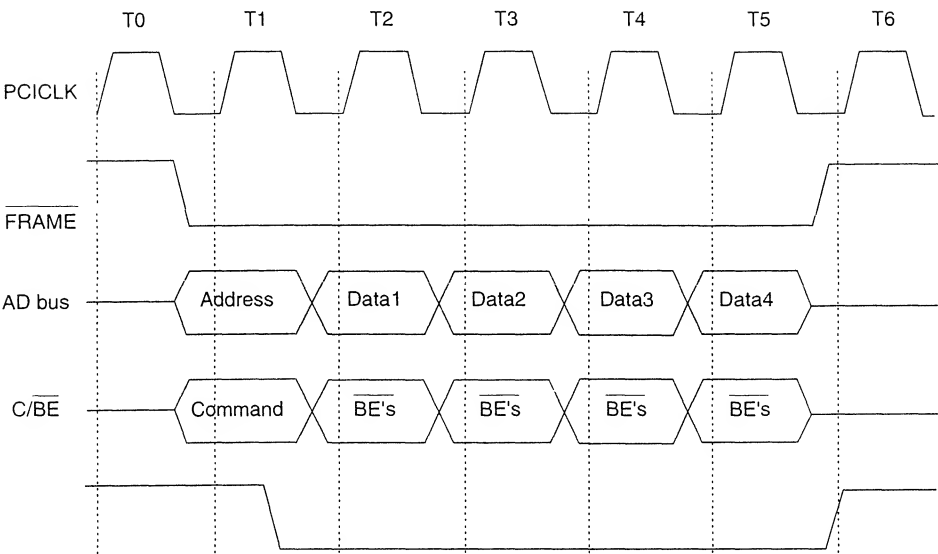 T0 T1 T2 T3 T4 T5 T6
PCICLK
FRAME
AD bus Address Data1 Data2 Data3 Data4
C/BE Command BE's BE's BE's BE's